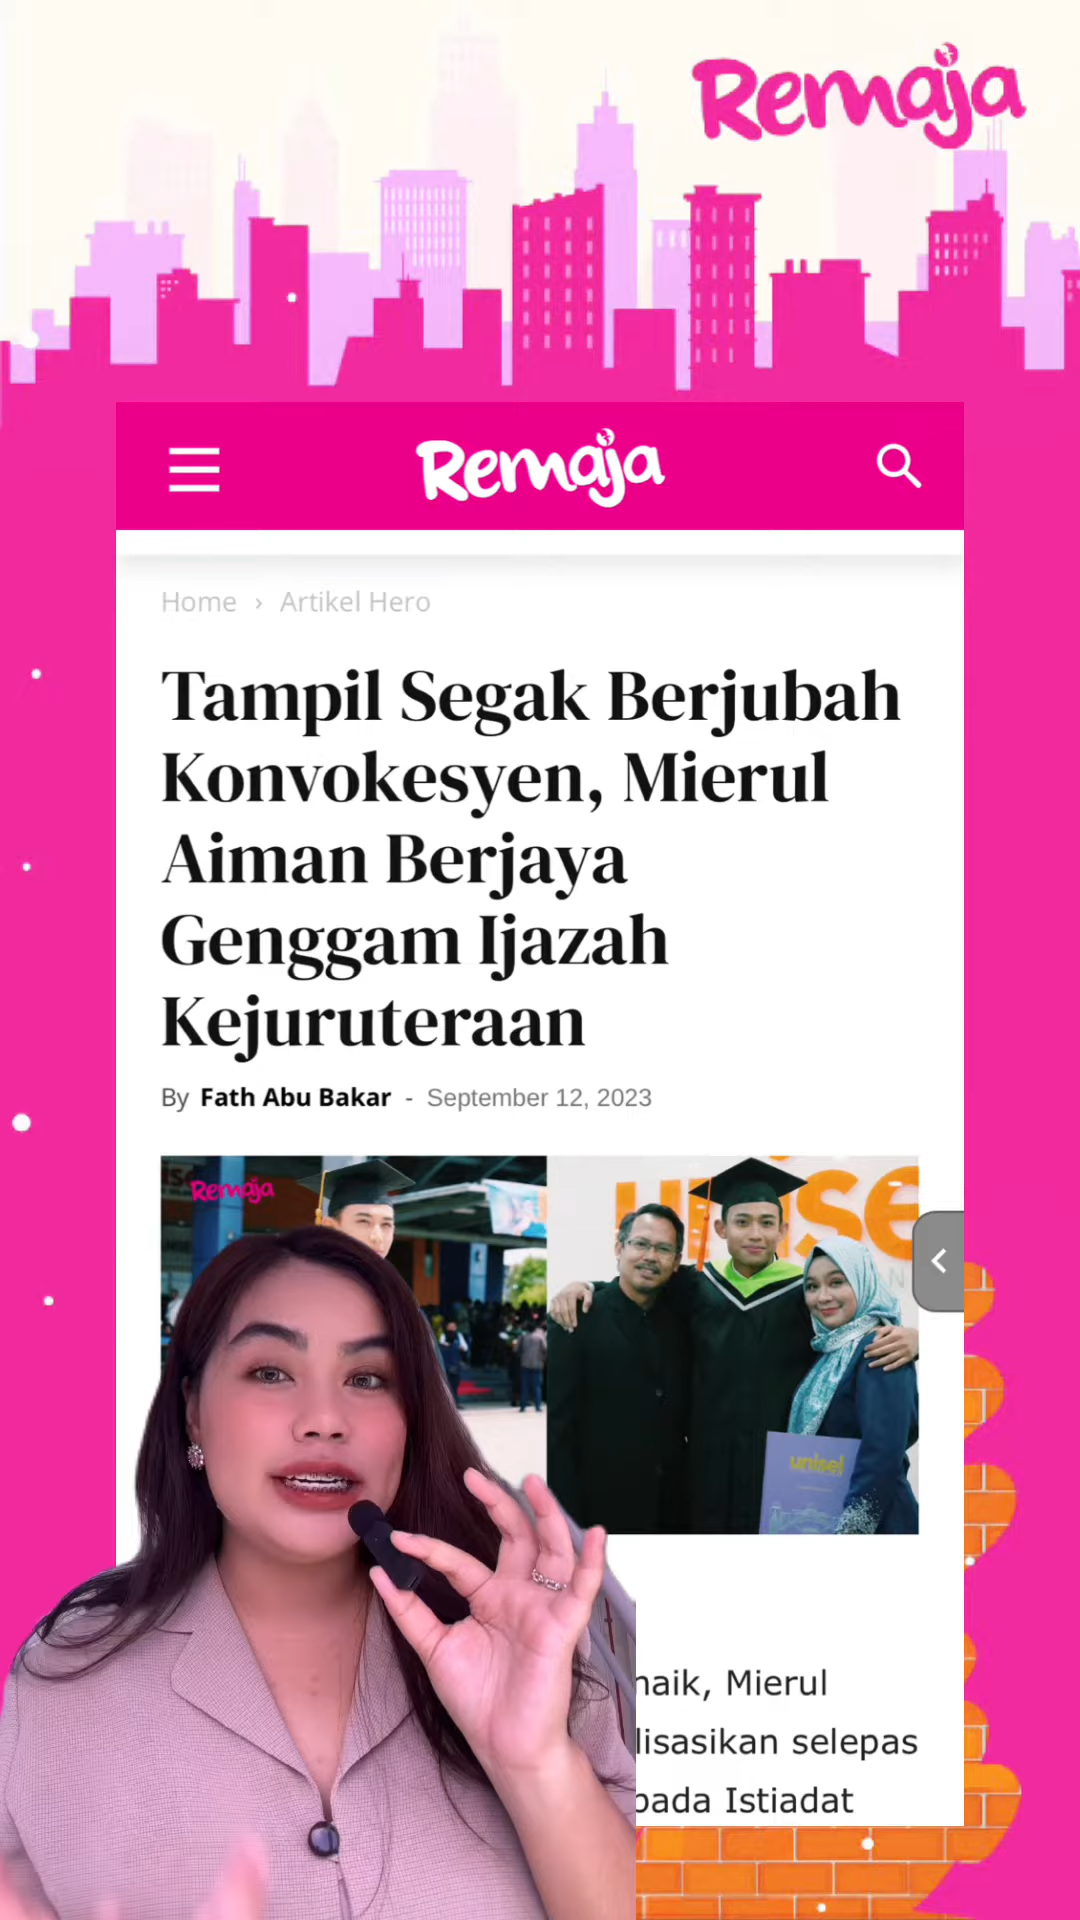 Remaja
Remaja
Home › Artikel Hero
Tampil Segak Berjubah
Konvokesyen, Mierul
Aiman Berjaya
Genggam Ijazah
Kejuruteraan
By Fath Abu Bakar - September 12, 2023
Remaja
unise
unisel
naik, Mierul
lisasikan selepas
pada Istiadat